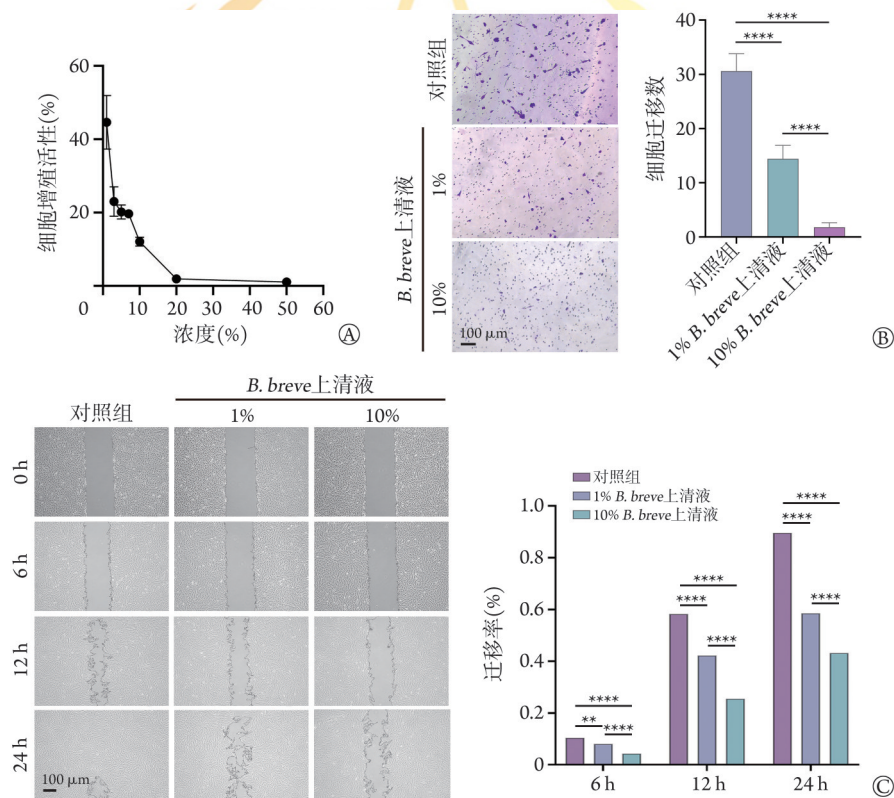 细胞增殖活性(%)
60
40
20
0
10
20
30
40
50
60
浓度(%)
Ⓐ
对照组
B. breve上清液
1%
10%
100 μm
细胞迁移数
40
30
20
10
0
****
****
****
对照组
1% B. breve上清液
10% B. breve上清液
Ⓑ
B. breve上清液
对照组
1%
10%
0 h
6 h
12 h
24 h
100 μm
对照组
1% B. breve上清液
10% B. breve上清液
迁移率(%)
1.0
0.8
0.6
0.4
0.2
0
****
**
****
****
****
****
****
****
****
6 h
12 h
24 h
Ⓒ